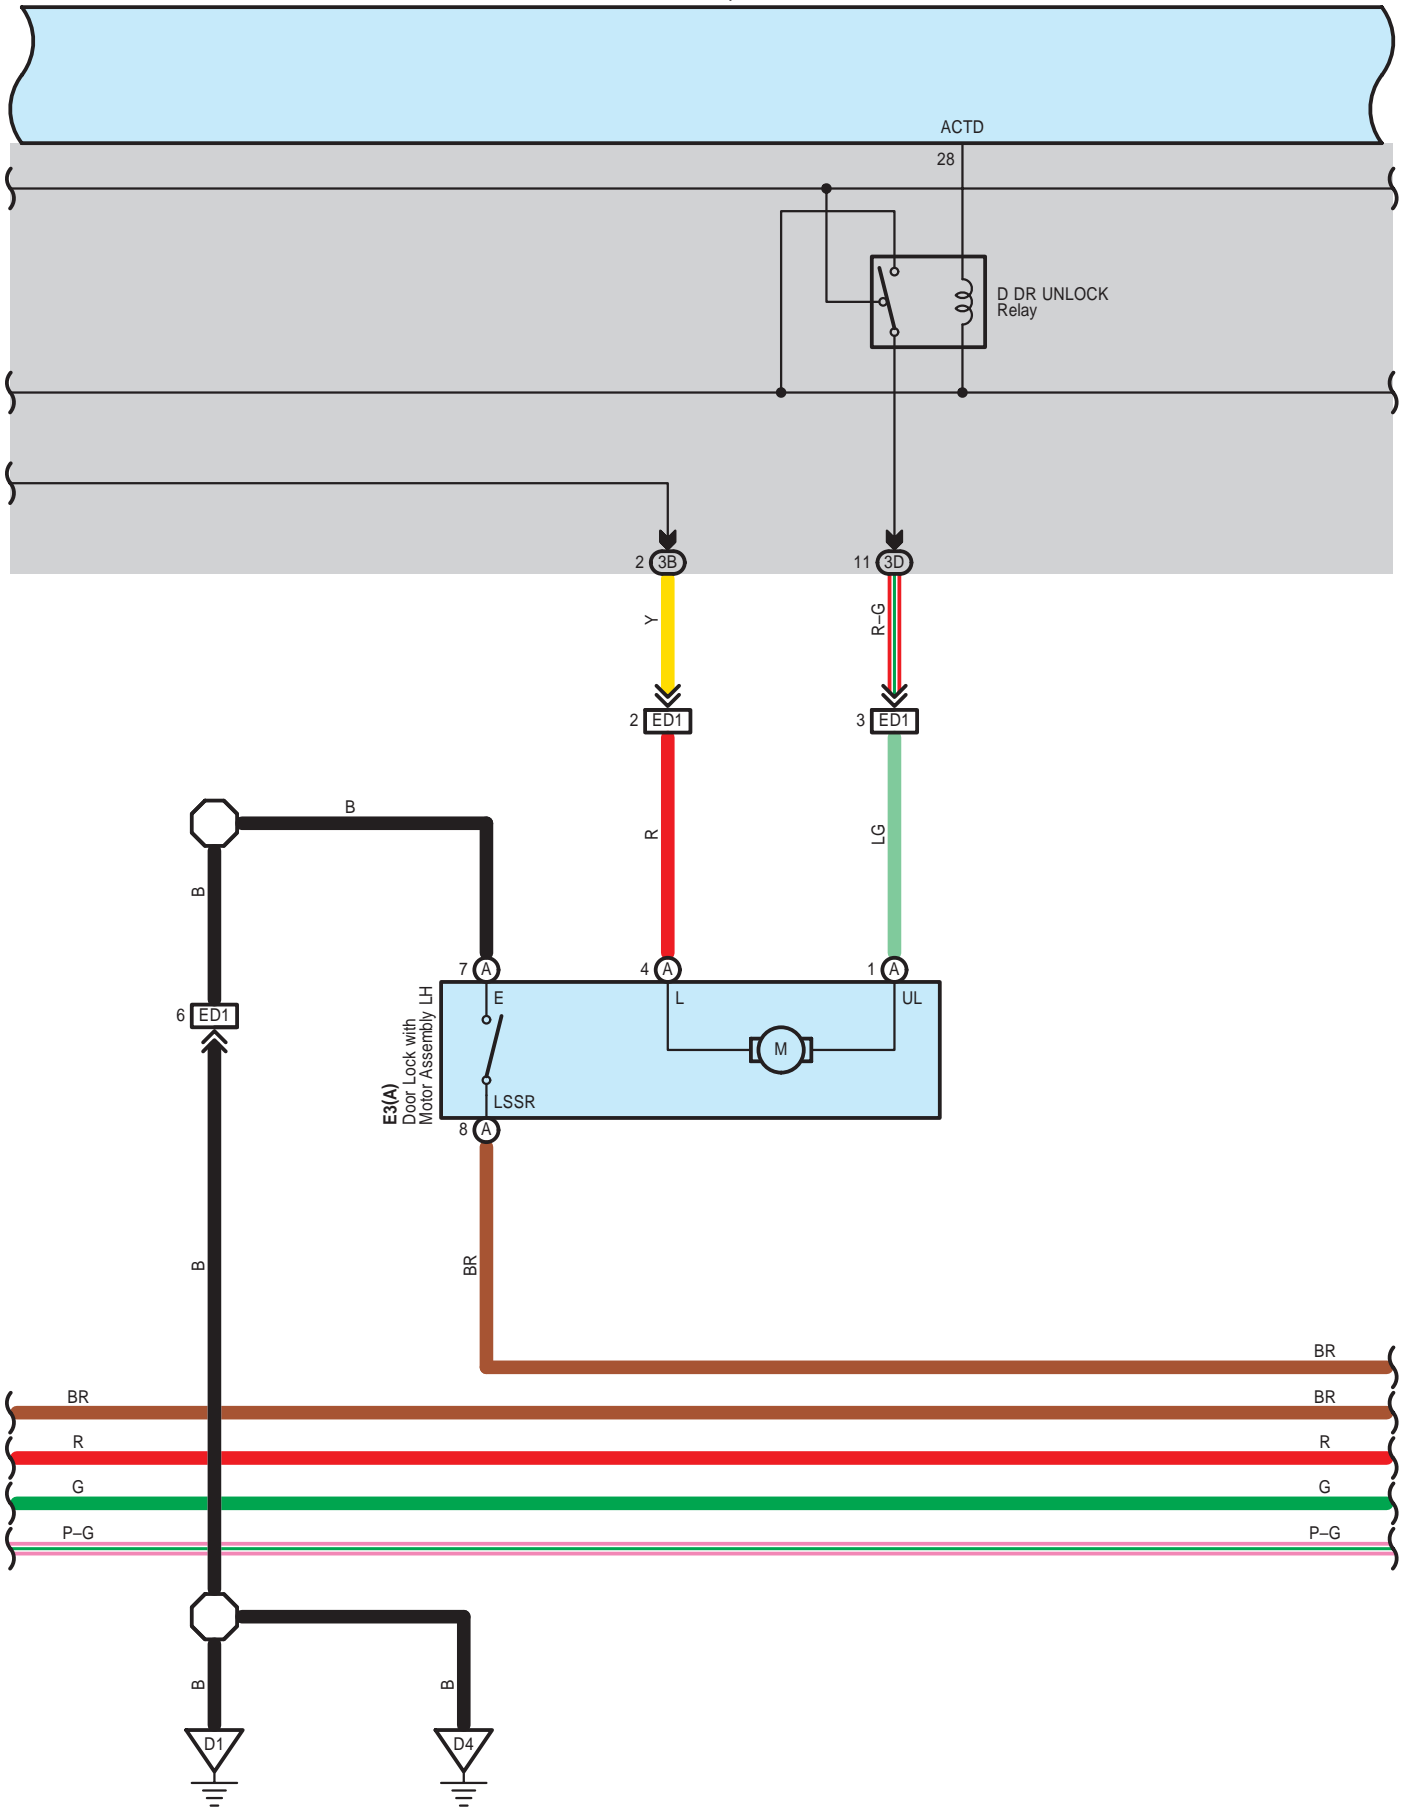 ACTD
28
D DR UNLOCK
Relay
2 3B
11 3D
Y
R–G
2 ED1
3 ED1
B
B
R
LG
7 A
4 A
1 A
E
L
UL
6 ED1
M
E3(A)
Door Lock with
Motor Assembly LH
LSSR
8 A
B
BR
BR
BR
BR
R
R
G
G
P–G
P–G
B
B
D1
D4